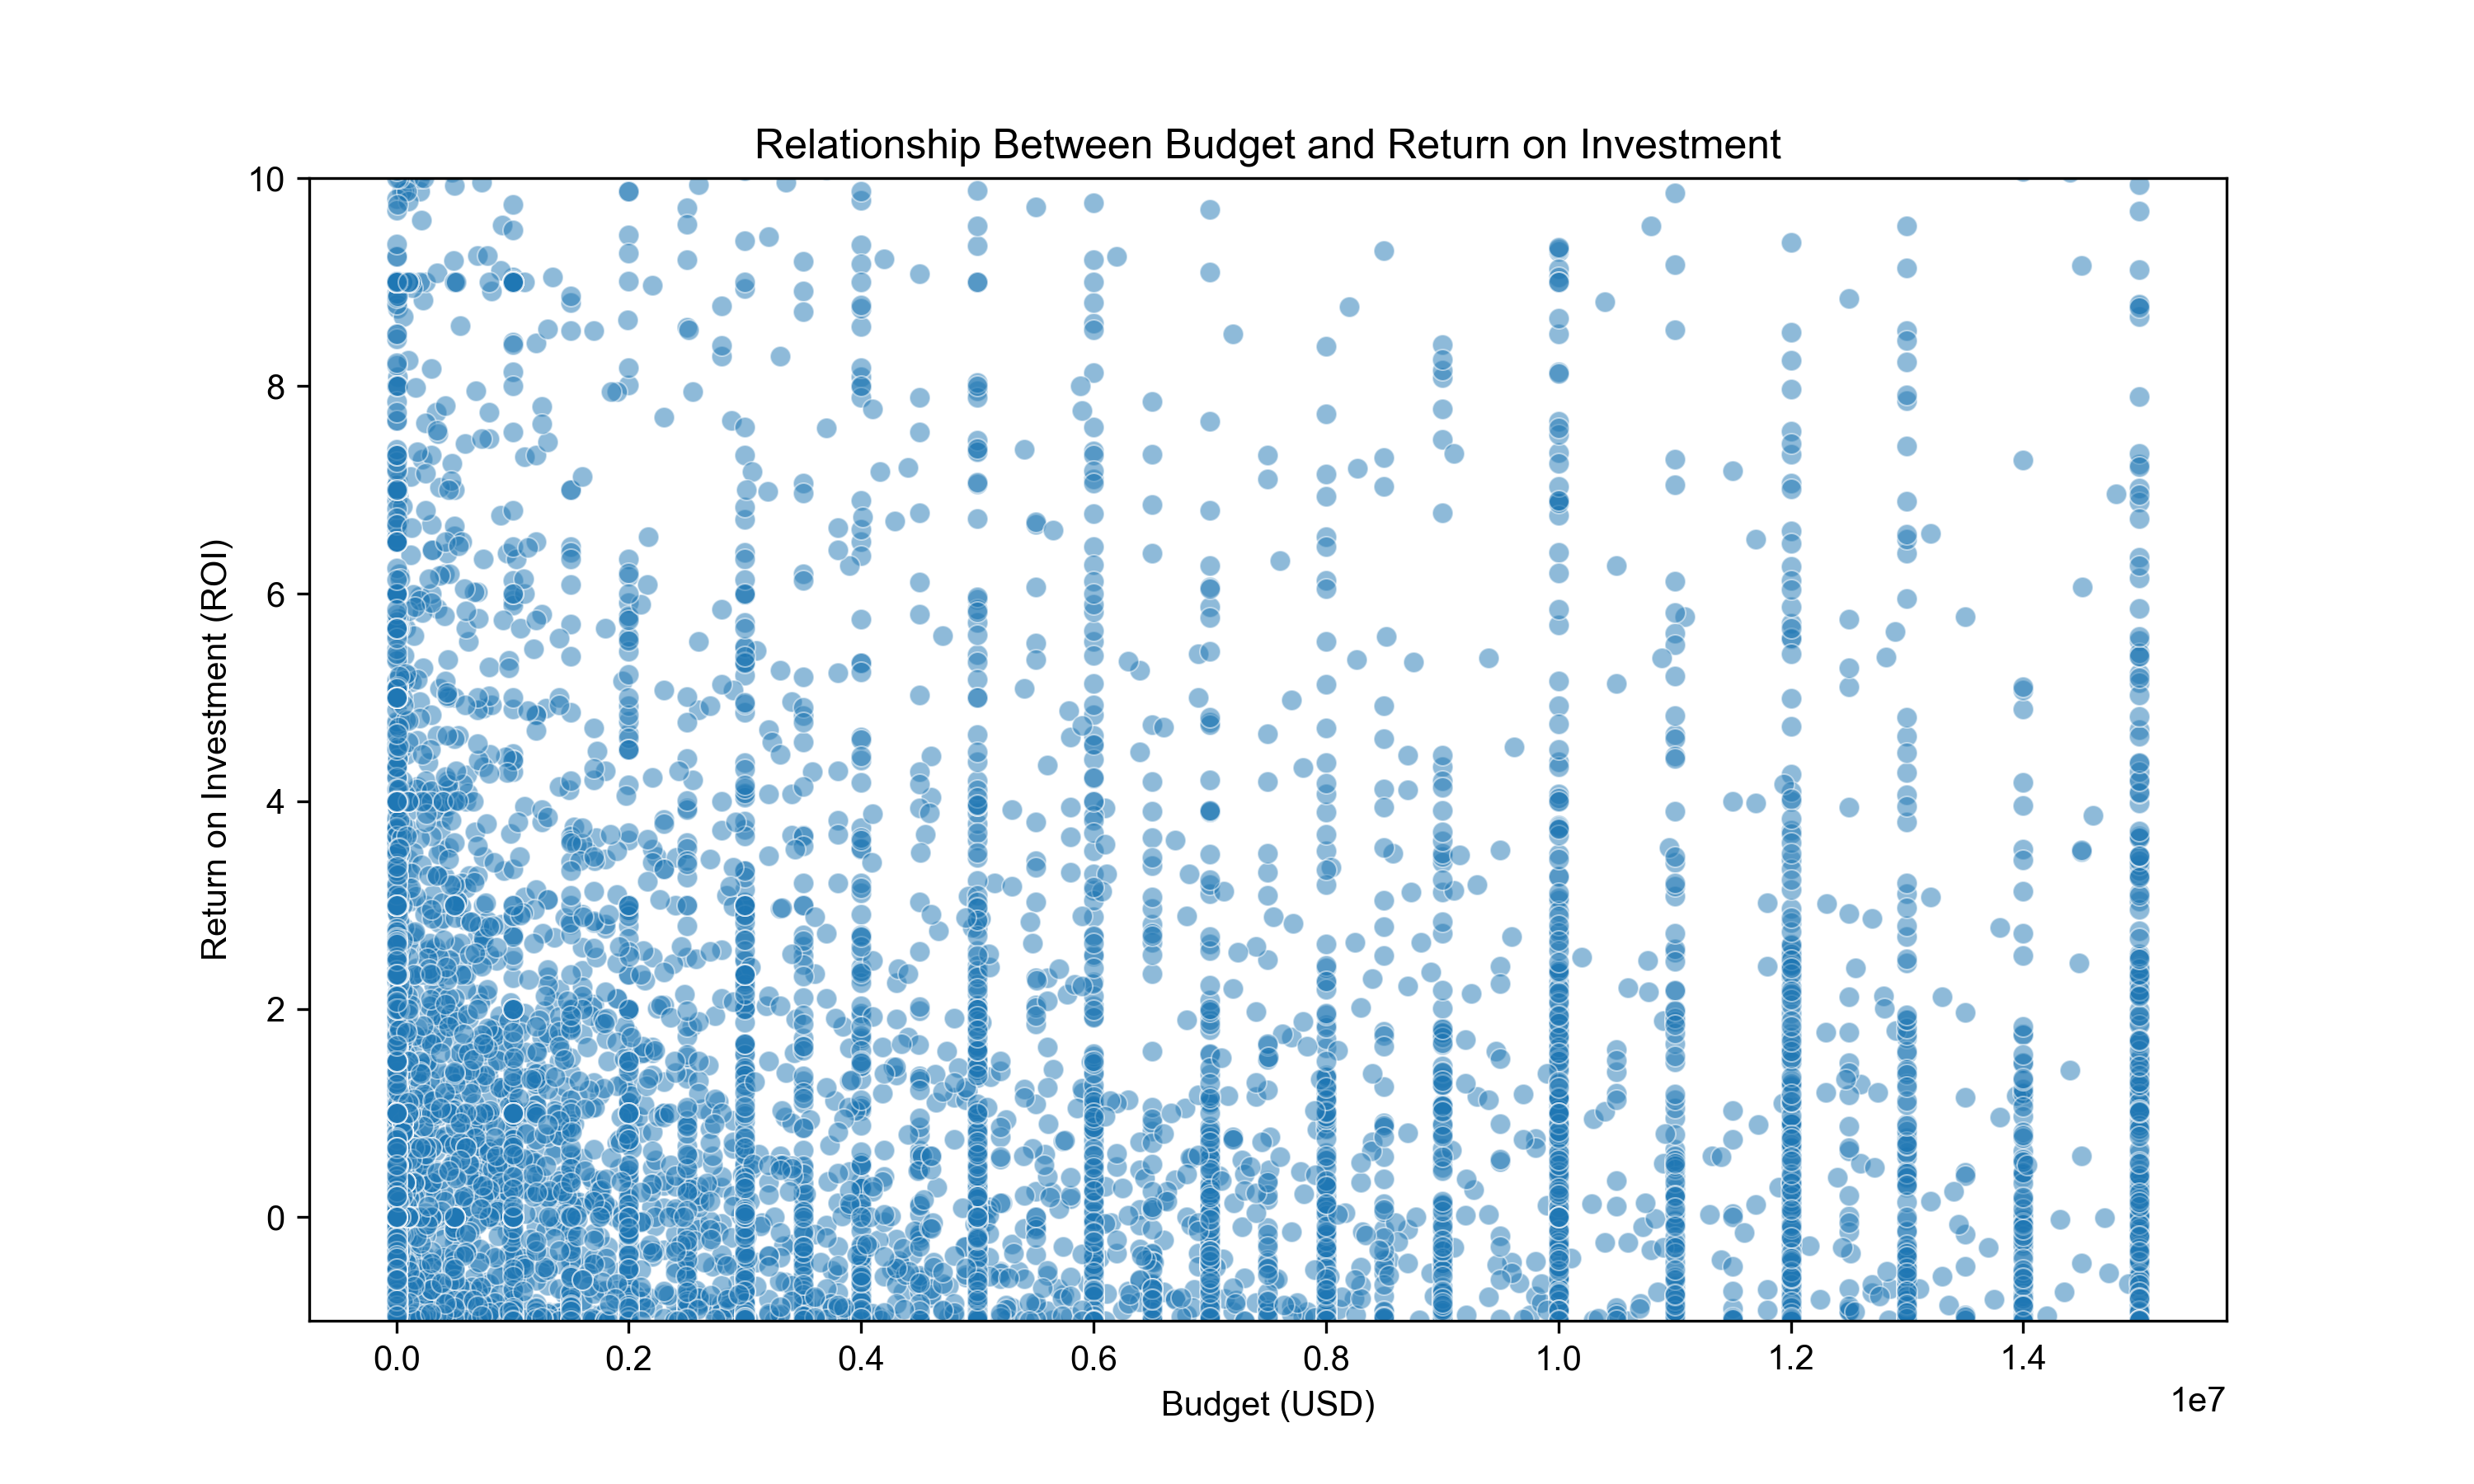 Relationship Between Budget and Return on Investment
Return on Investment (ROI)
10
8
6
4
2
0
0.0 0.2 0.4 0.6 0.8 1.0 1.2 1.4
1e7
Budget (USD)